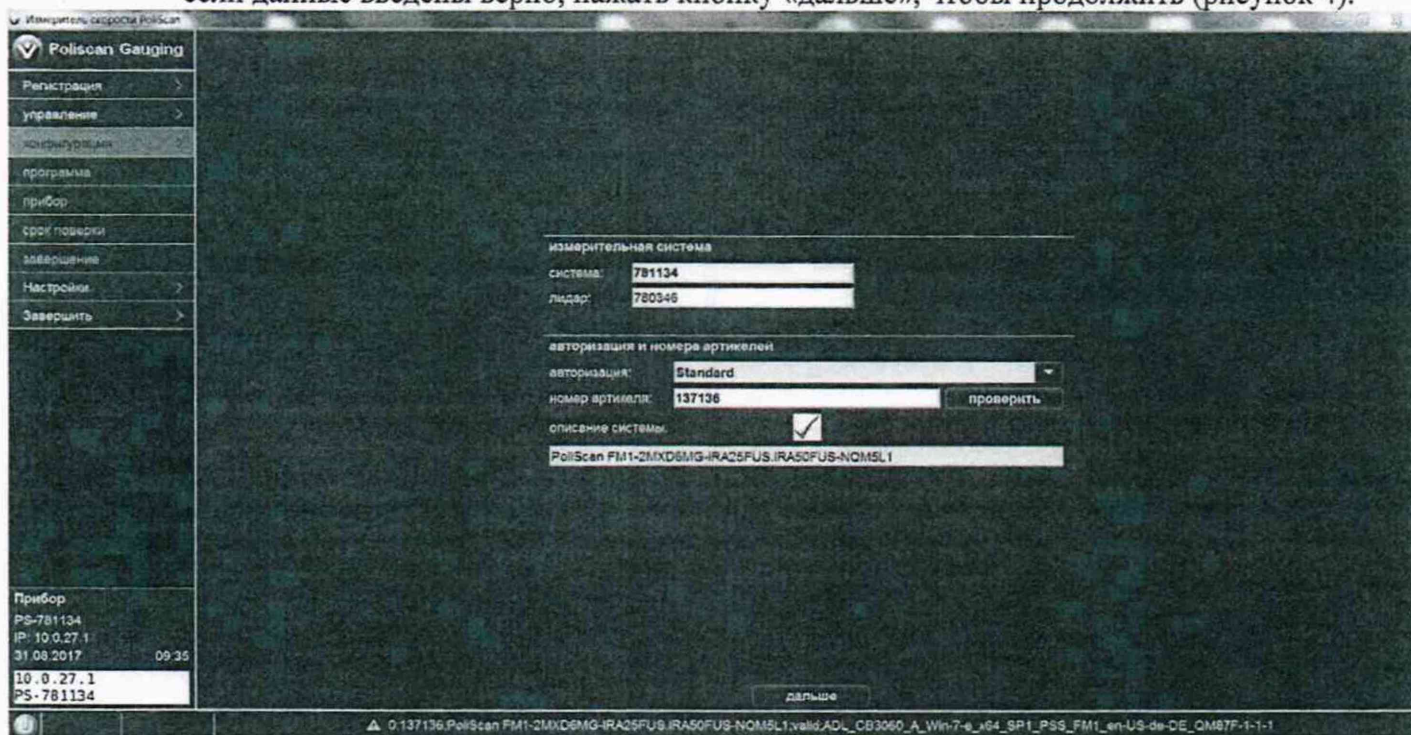 если данные введены верно, нажать кнопку «дальше», чтобы продолжить (рисунок 4).
Измеритель скорости PoliScan
Poliscan Gauging
Регистрация
управление
конфигурация
программа
прибор
срок поверки
завершение
Настройки
Завершить
измерительная система
система: 781134
лидар: 780346
авторизация и номера артикелей
авторизация: Standard
номер артикеля: 137136 проверить
описание системы:
PoliScan FM1-2MXD6MG-IRA25FUS.IRA50FUS-NQM5L1
Прибор
PS-781134
IP: 10.0.27.1
31.08.2017 09:35
10.0.27.1
PS-781134
дальше
0:137136;PoliScan FM1-2MXD6MG-IRA25FUS.IRA50FUS-NQM5L1;valid;ADL_CB3060_A_Win-7-e_x64_SP1_PSS_FM1_en-US-de-DE_QM87F-1-1-1